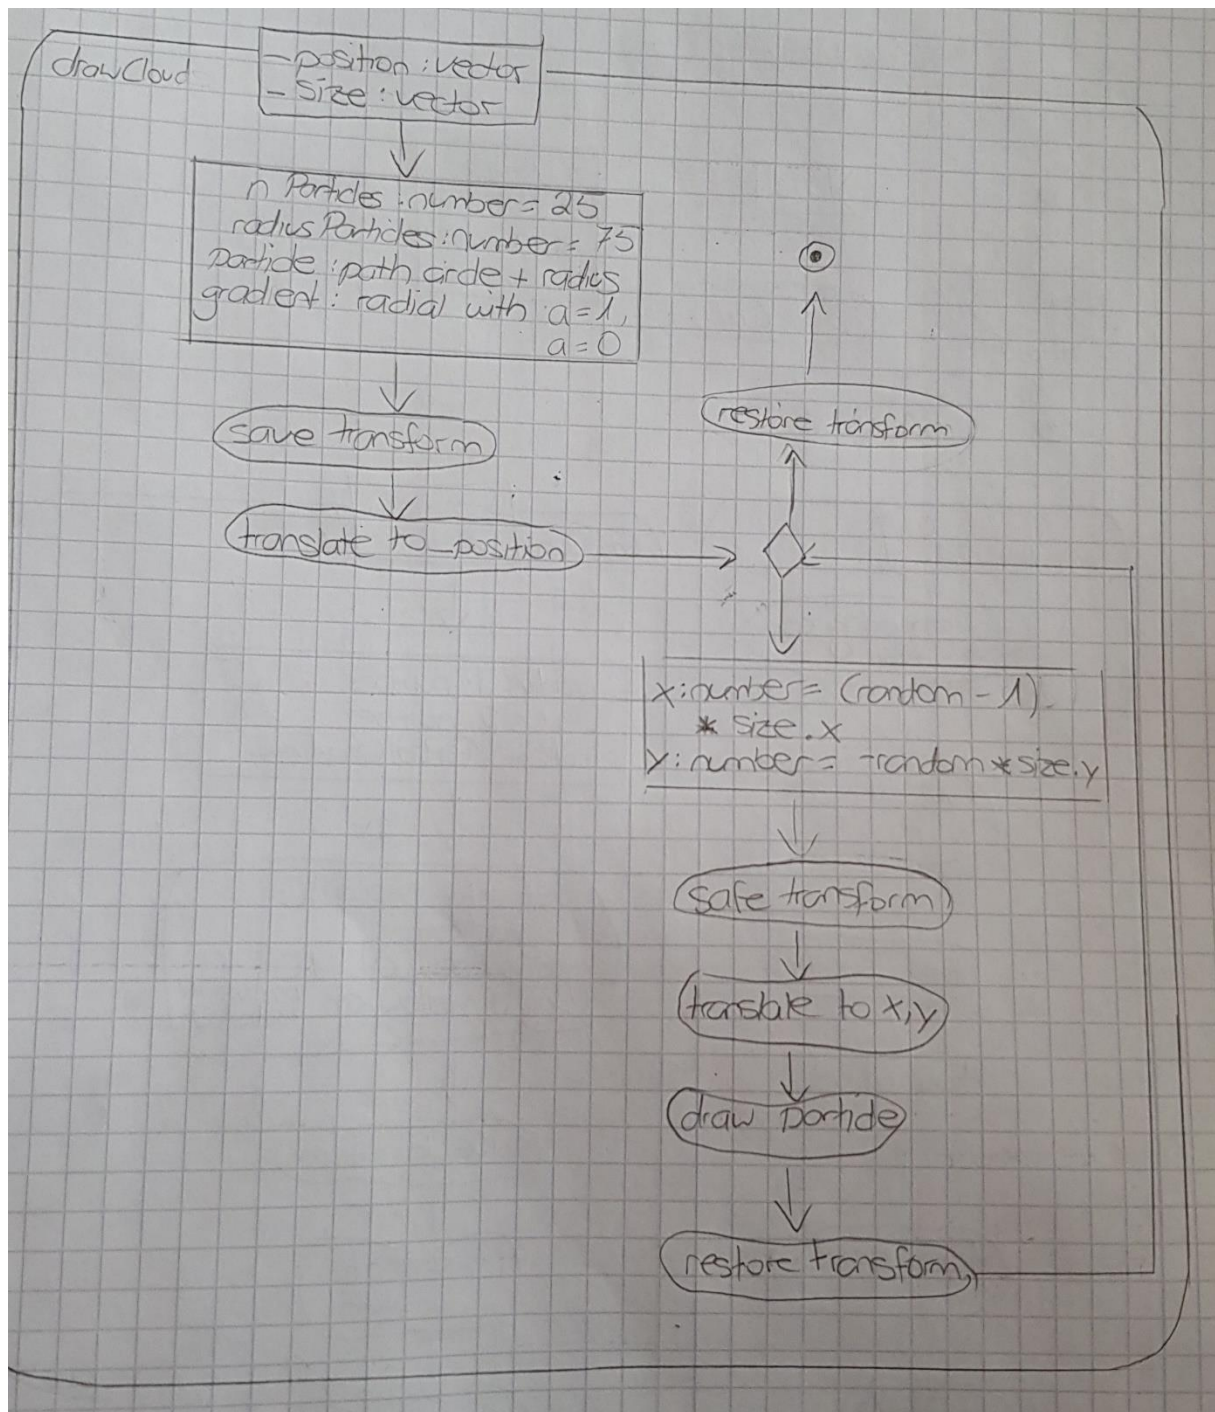 drawCloud
- position : vector
- size : vector
n Particles : number = 25
radius Particles : number = 75
particle : path circle + radius
gradient : radial with a=1,
a=0
save transform
translate to _position
restore transform
x : number = (random - 1)
* size.x
y : number = -random * size.y
safe transform
translate to x,y
draw particle
restore transform